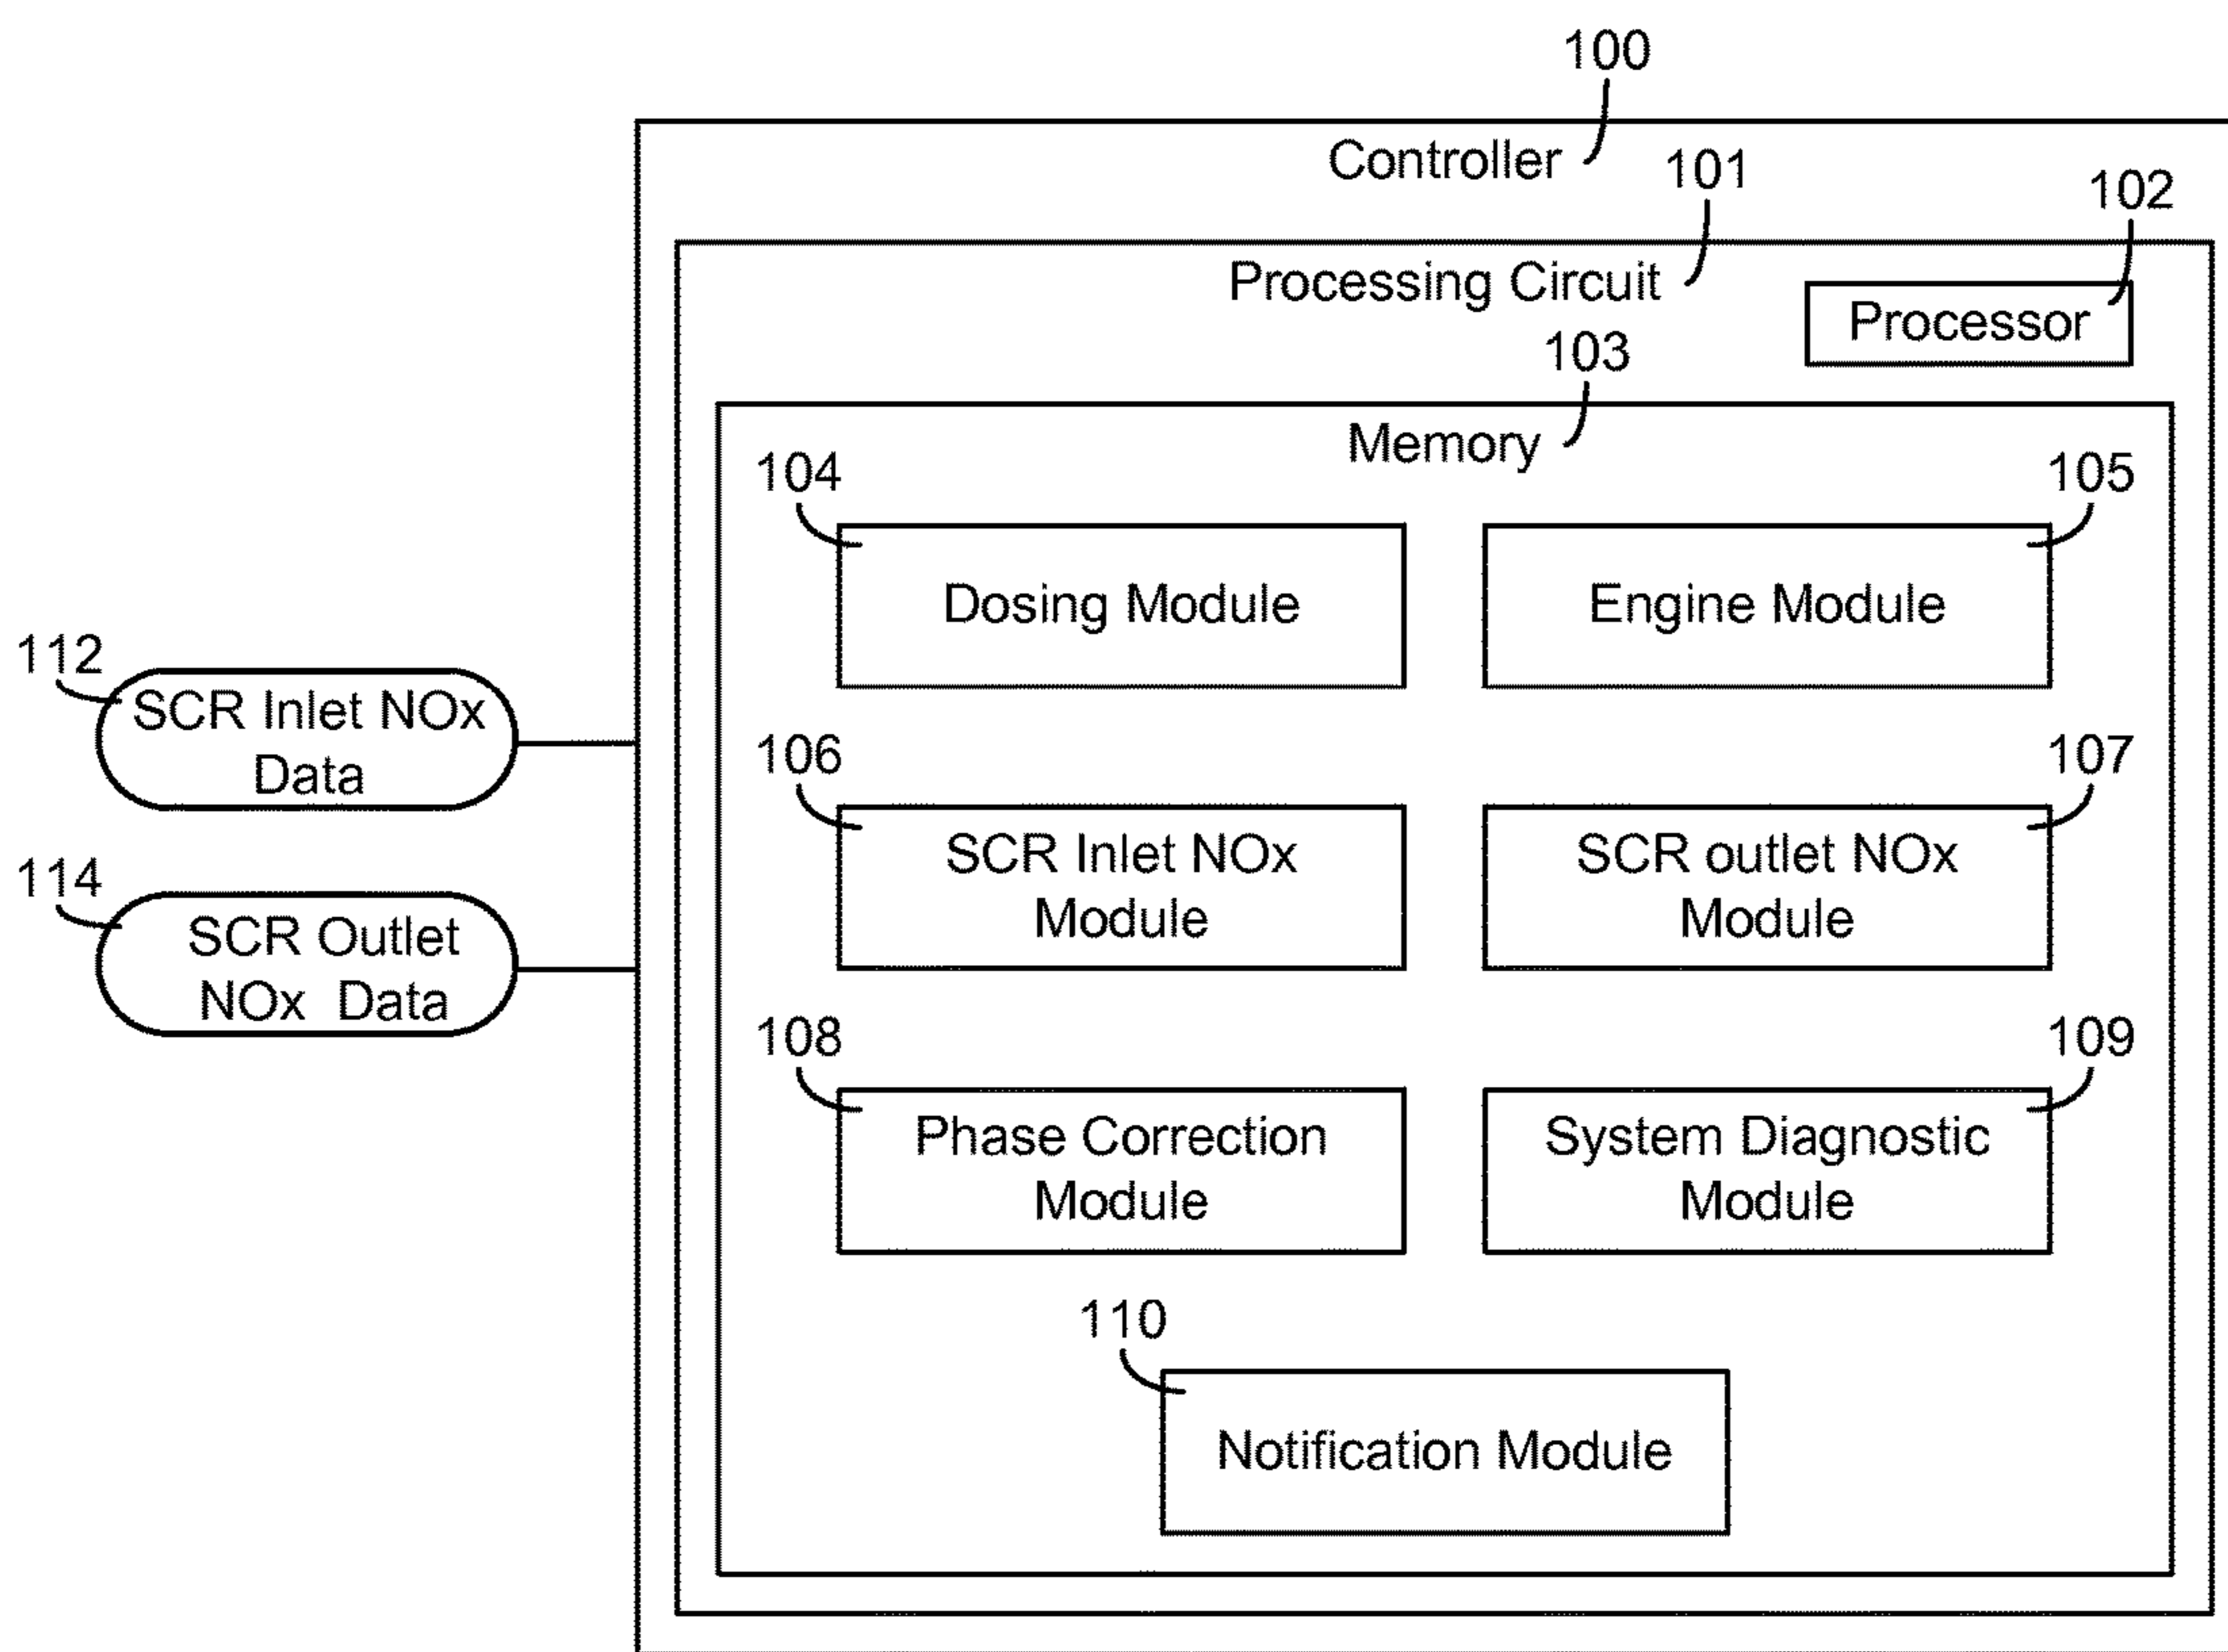 100
Controller
101
102
Processing Circuit
Processor
103
Memory
104
105
Dosing Module
Engine Module
112
SCR Inlet NOx
Data
106
107
SCR Inlet NOx
Module
SCR outlet NOx
Module
114
SCR Outlet
NOx Data
108
109
Phase Correction
Module
System Diagnostic
Module
110
Notification Module